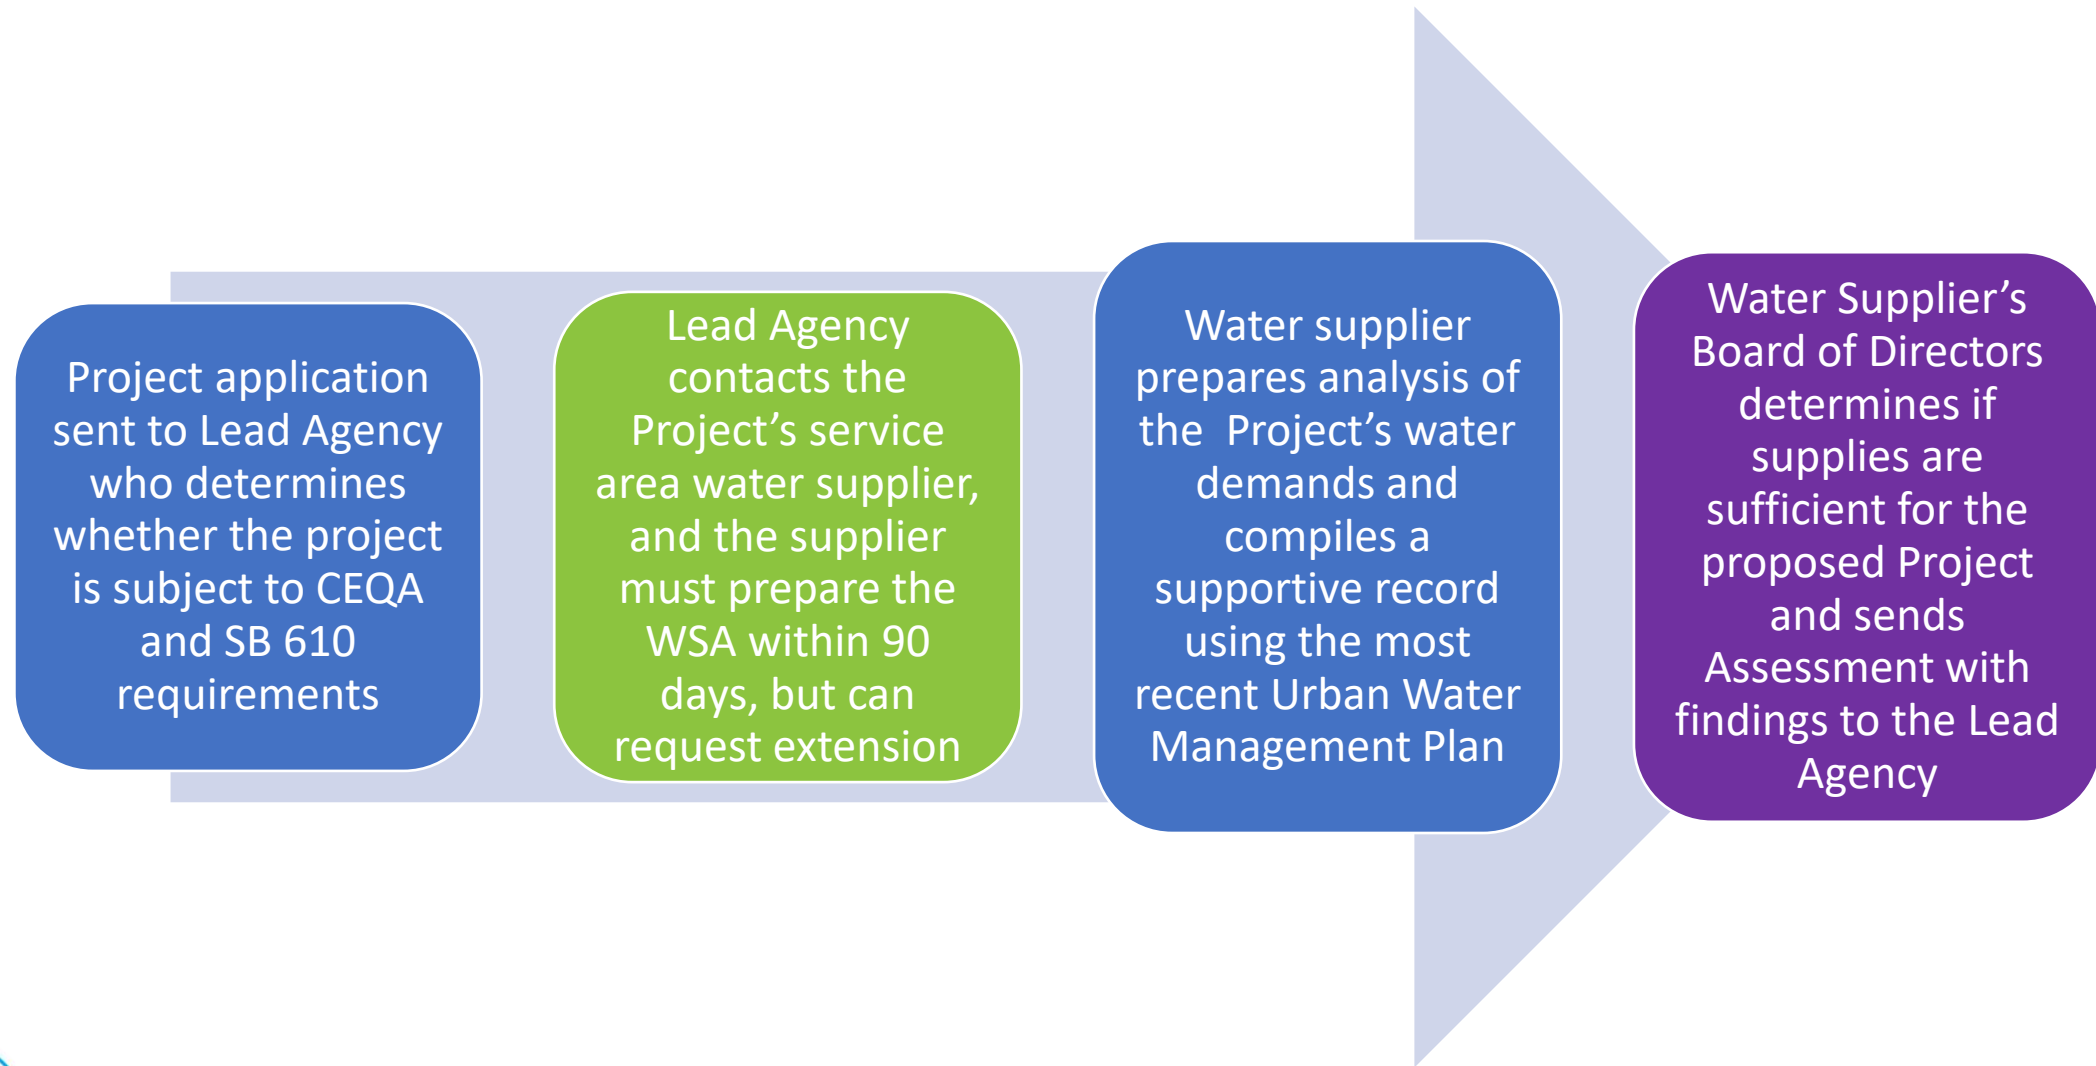 Project application
sent to Lead Agency
who determines
whether the project
is subject to CEQA
and SB 610
requirements
Lead Agency
contacts the
Project’s service
area water supplier,
and the supplier
must prepare the
WSA within 90
days, but can
request extension
Water supplier
prepares analysis of
the  Project’s water
demands and
compiles a
supportive record
using the most
recent Urban Water
Management Plan
Water Supplier’s
Board of Directors
determines if
supplies are
sufficient for the
proposed Project
and sends
Assessment with
findings to the Lead
Agency